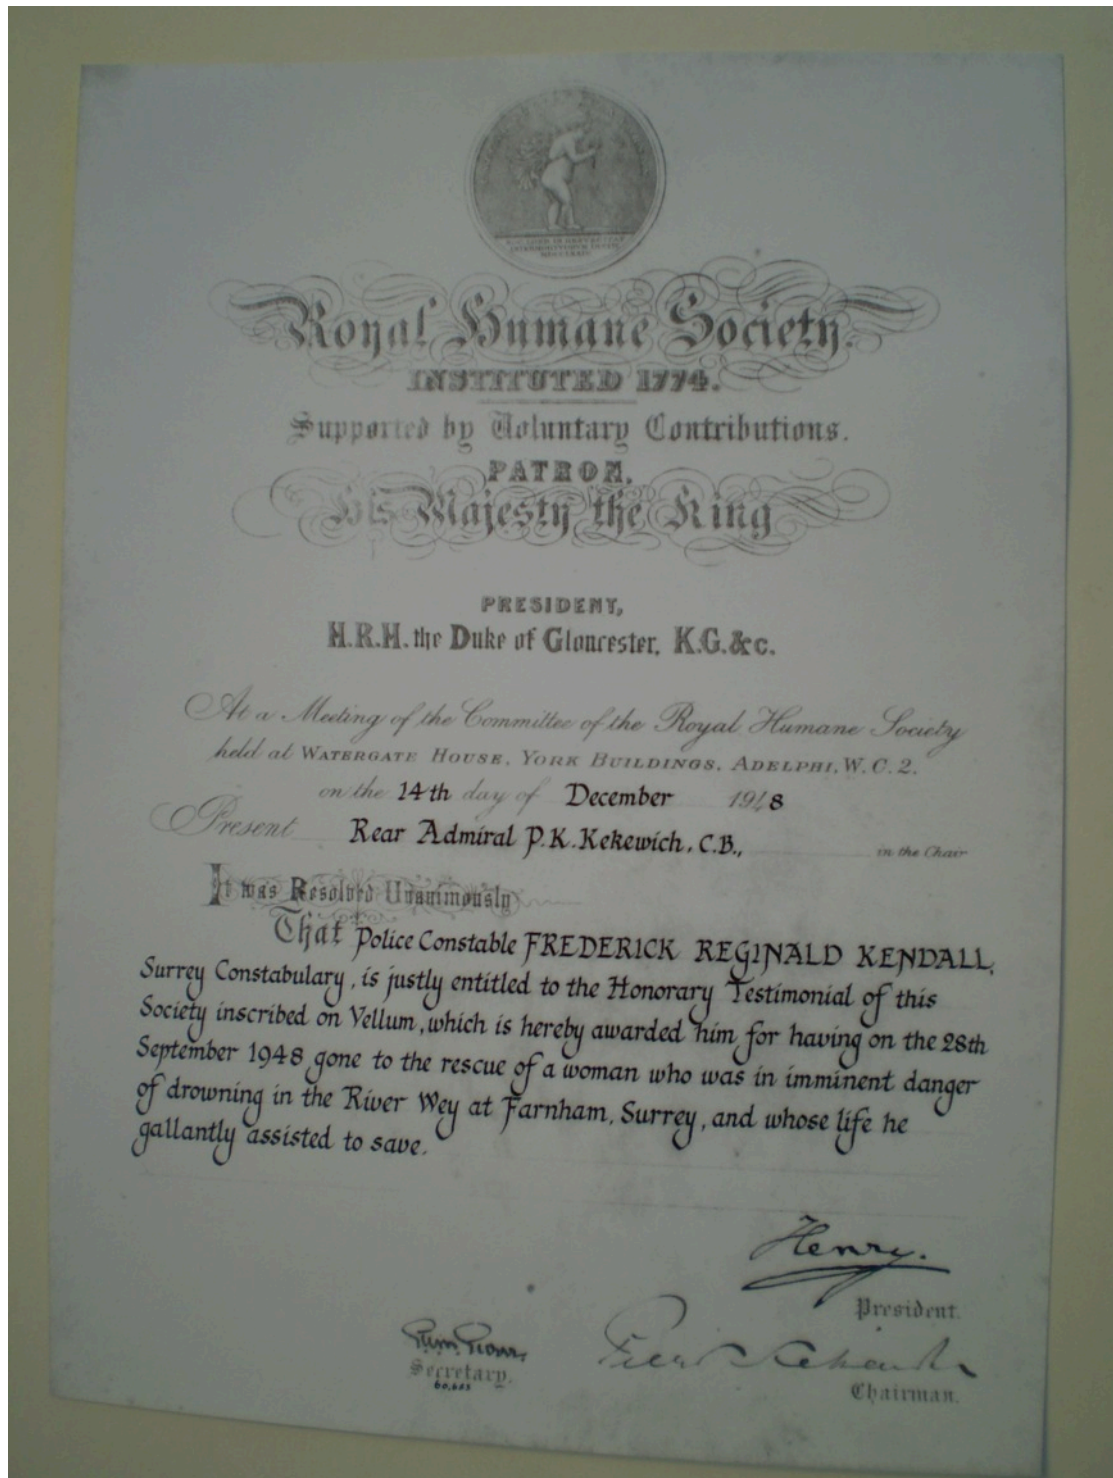 Royal Humane Society.
INSTITUTED 1774.
Supported by Voluntary Contributions.
PATRON,
His Majesty the King
PRESIDENT,
H.R.H. the Duke of Gloucester, K.G. &c.
At a Meeting of the Committee of the Royal Humane Society
held at WATERGATE HOUSE, YORK BUILDINGS, ADELPHI, W.C.2.
on the 14th day of December 1948
Present Rear Admiral P.K. Kekewich, C.B., in the Chair
It was Resolved Unanimously
That Police Constable FREDERICK REGINALD KENDALL,
Surrey Constabulary, is justly entitled to the Honorary Testimonial of this
Society inscribed on Vellum, which is hereby awarded him for having on the 28th
September 1948 gone to the rescue of a woman who was in imminent danger
of drowning in the River Wey at Farnham, Surrey, and whose life he
gallantly assisted to save.
Henry.
President.
Secretary.
Chairman.